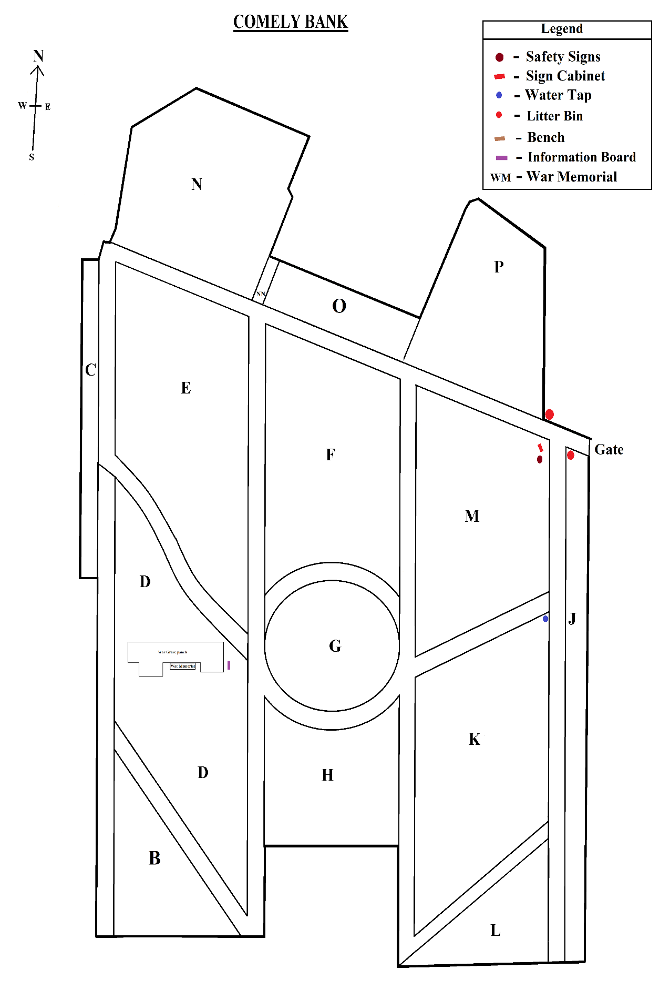 COMELY BANK
Legend
- Safety Signs
- Sign Cabinet
- Water Tap
- Litter Bin
- Bench
- Information Board
WM - War Memorial
N
W E
S
N
P
NN
O
C
E
F
Gate
M
D
J
G
War Grave panels
War Memorial
K
D
H
B
L